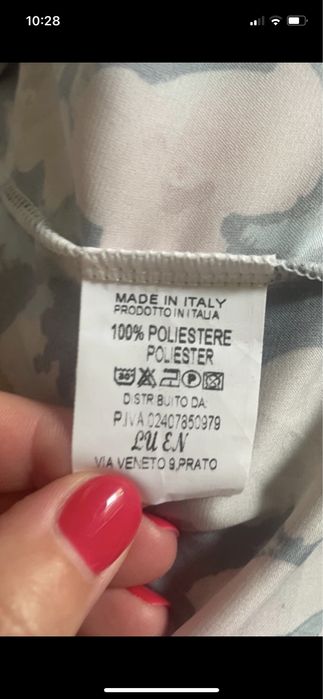 10:28
MADE IN ITALY
PRODOTTO IN ITALIA
100% POLIESTERE
POLIESTER
30 P
DISTRIBUITO DA:
P.IVA 02407850979
LU EN
VIA VENETO 9,PRATO